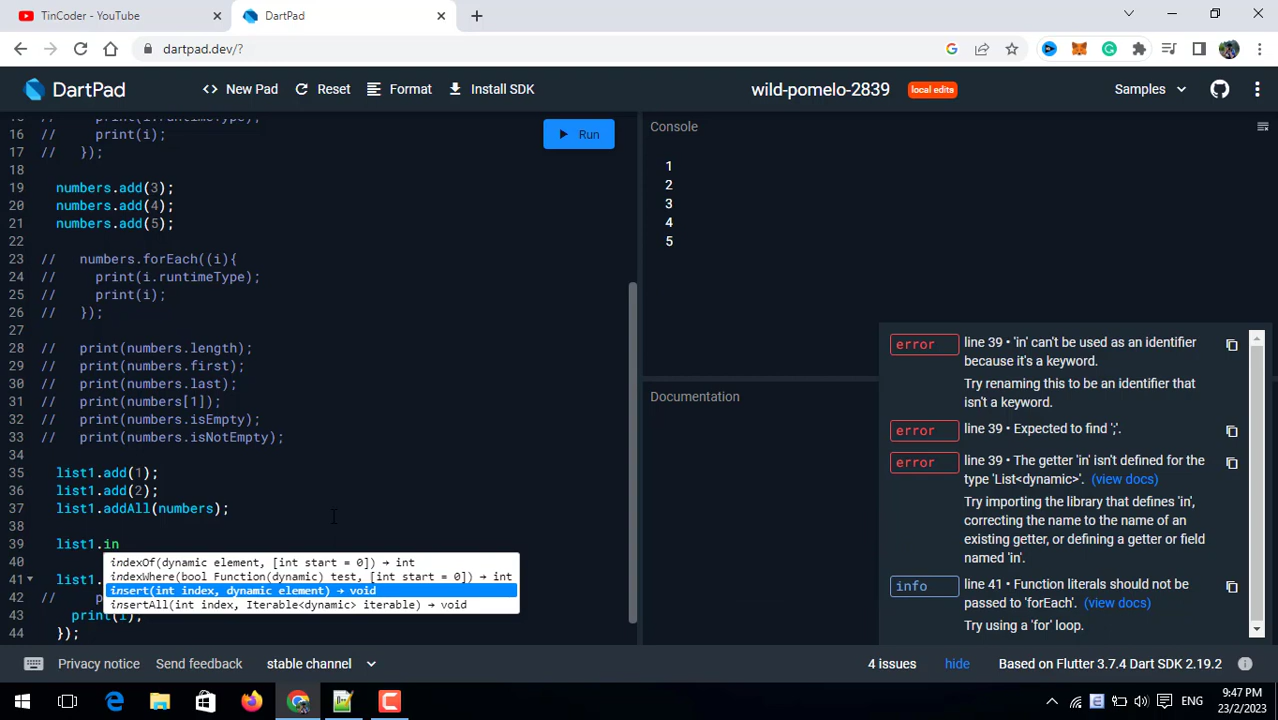 TinCoder - YouTube
DartPad
dartpad.dev/?
DartPad
New Pad
Reset
Format
Install SDK
wild-pomelo-2839
local edits
Samples
Run
16 // print(i);
17 // });
18
19 numbers.add(3);
20 numbers.add(4);
21 numbers.add(5);
22
23 // numbers.forEach((i){
24 // print(i.runtimeType);
25 // print(i);
26 // });
27
28 // print(numbers.length);
29 // print(numbers.first);
30 // print(numbers.last);
31 // print(numbers[1]);
32 // print(numbers.isEmpty);
33 // print(numbers.isNotEmpty);
34
35 list1.add(1);
36 list1.add(2);
37 list1.addAll(numbers);
38
39 list1.in
indexOf(dynamic element, [int start = 0]) → int
40
indexWhere(bool Function(dynamic) test, [int start = 0]) → int
41 list1.
insert(int index, dynamic element) → void
42 //
insertAll(int index, Iterable<dynamic> iterable) → void
43 print(i);
44 });
Console
1
2
3
4
5
Documentation
error line 39 • 'in' can't be used as an identifier
because it's a keyword.
Try renaming this to be an identifier that
isn't a keyword.
error line 39 • Expected to find ';'.
error line 39 • The getter 'in' isn't defined for the
type 'List<dynamic>'. (view docs)
Try importing the library that defines 'in',
correcting the name to the name of an
existing getter, or defining a getter or field
named 'in'.
info line 41 • Function literals should not be
passed to 'forEach'. (view docs)
Try using a 'for' loop.
Privacy notice
Send feedback
stable channel
4 issues
hide
Based on Flutter 3.7.4 Dart SDK 2.19.2
ENG
9:47 PM
23/2/2023